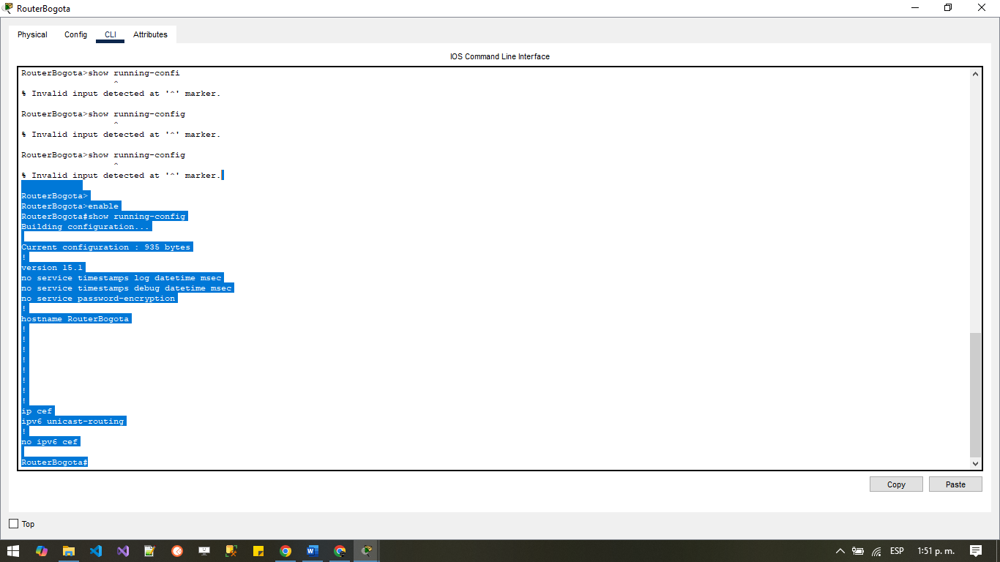 RouterBogota
Physical Config CLI Attributes
IOS Command Line Interface
RouterBogota>show running-confi
^
% Invalid input detected at '^' marker.
RouterBogota>show running-config
^
% Invalid input detected at '^' marker.
RouterBogota>show running-config
^
% Invalid input detected at '^' marker.
RouterBogota>
RouterBogota>enable
RouterBogota#show running-config
Building configuration...
Current configuration : 935 bytes
!
version 15.1
no service timestamps log datetime msec
no service timestamps debug datetime msec
no service password-encryption
!
hostname RouterBogota
!
!
!
!
!
!
!
!
ip cef
ipv6 unicast-routing
!
no ipv6 cef
RouterBogota#
Copy Paste
Top
ESP 1:51 p. m.